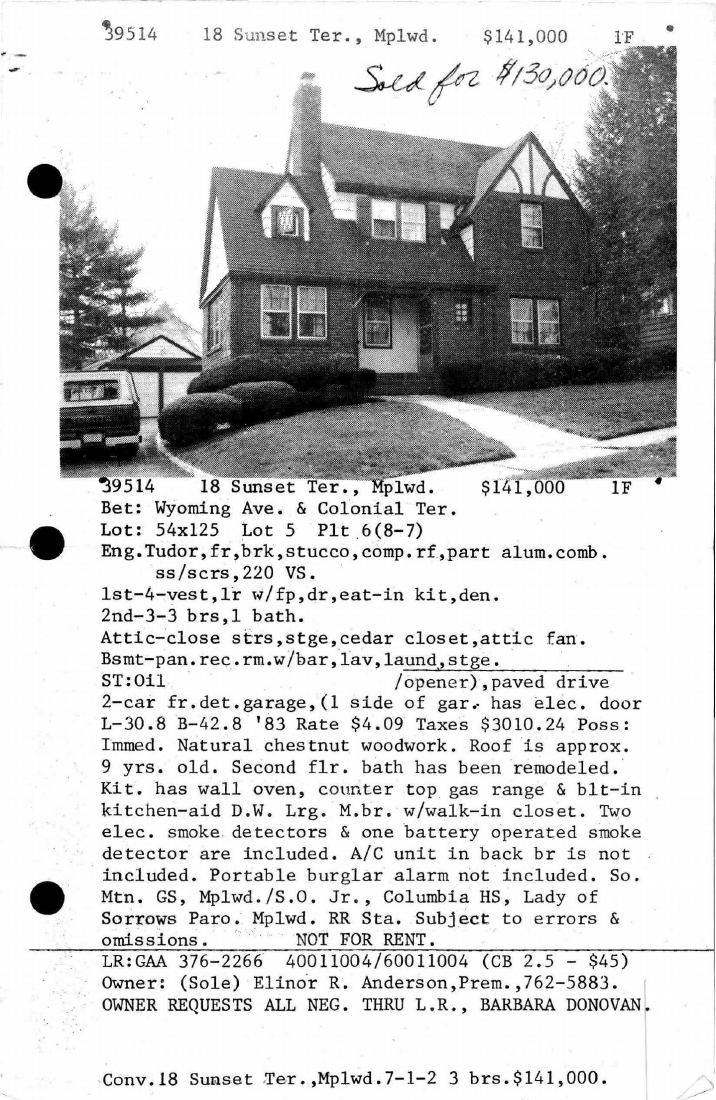 39514 18 Sunset Ter., Mplwd. $141,000 1F
Sold for $130,000.
39514 18 Sunset Ter., Mplwd. $141,000 1F
Bet: Wyoming Ave. & Colonial Ter.
Lot: 54x125 Lot 5 Plt 6(8-7)
Eng.Tudor,fr,brk,stucco,comp.rf,part alum.comb.
ss/scrs,220 VS.
1st-4-vest,lr w/fp,dr,eat-in kit,den.
2nd-3-3 brs,1 bath.
Attic-close strs,stge,cedar closet,attic fan.
Bsmt-pan.rec.rm.w/bar,lav,laund,stge.
ST:Oil /opener),paved drive
2-car fr.det.garage,(1 side of gar. has elec. door
L-30.8 B-42.8 '83 Rate $4.09 Taxes $3010.24 Poss:
Immed. Natural chestnut woodwork. Roof is approx.
9 yrs. old. Second flr. bath has been remodeled.
Kit. has wall oven, counter top gas range & blt-in
kitchen-aid D.W. Lrg. M.br. w/walk-in closet. Two
elec. smoke detectors & one battery operated smoke
detector are included. A/C unit in back br is not
included. Portable burglar alarm not included. So.
Mtn. GS, Mplwd./S.O. Jr., Columbia HS, Lady of
Sorrows Paro. Mplwd. RR Sta. Subject to errors &
omissions. NOT FOR RENT.
LR:GAA 376-2266 40011004/60011004 (CB 2.5 - $45)
Owner: (Sole) Elinor R. Anderson,Prem.,762-5883.
OWNER REQUESTS ALL NEG. THRU L.R., BARBARA DONOVAN.
Conv.18 Sunset Ter.,Mplwd.7-1-2 3 brs.$141,000.